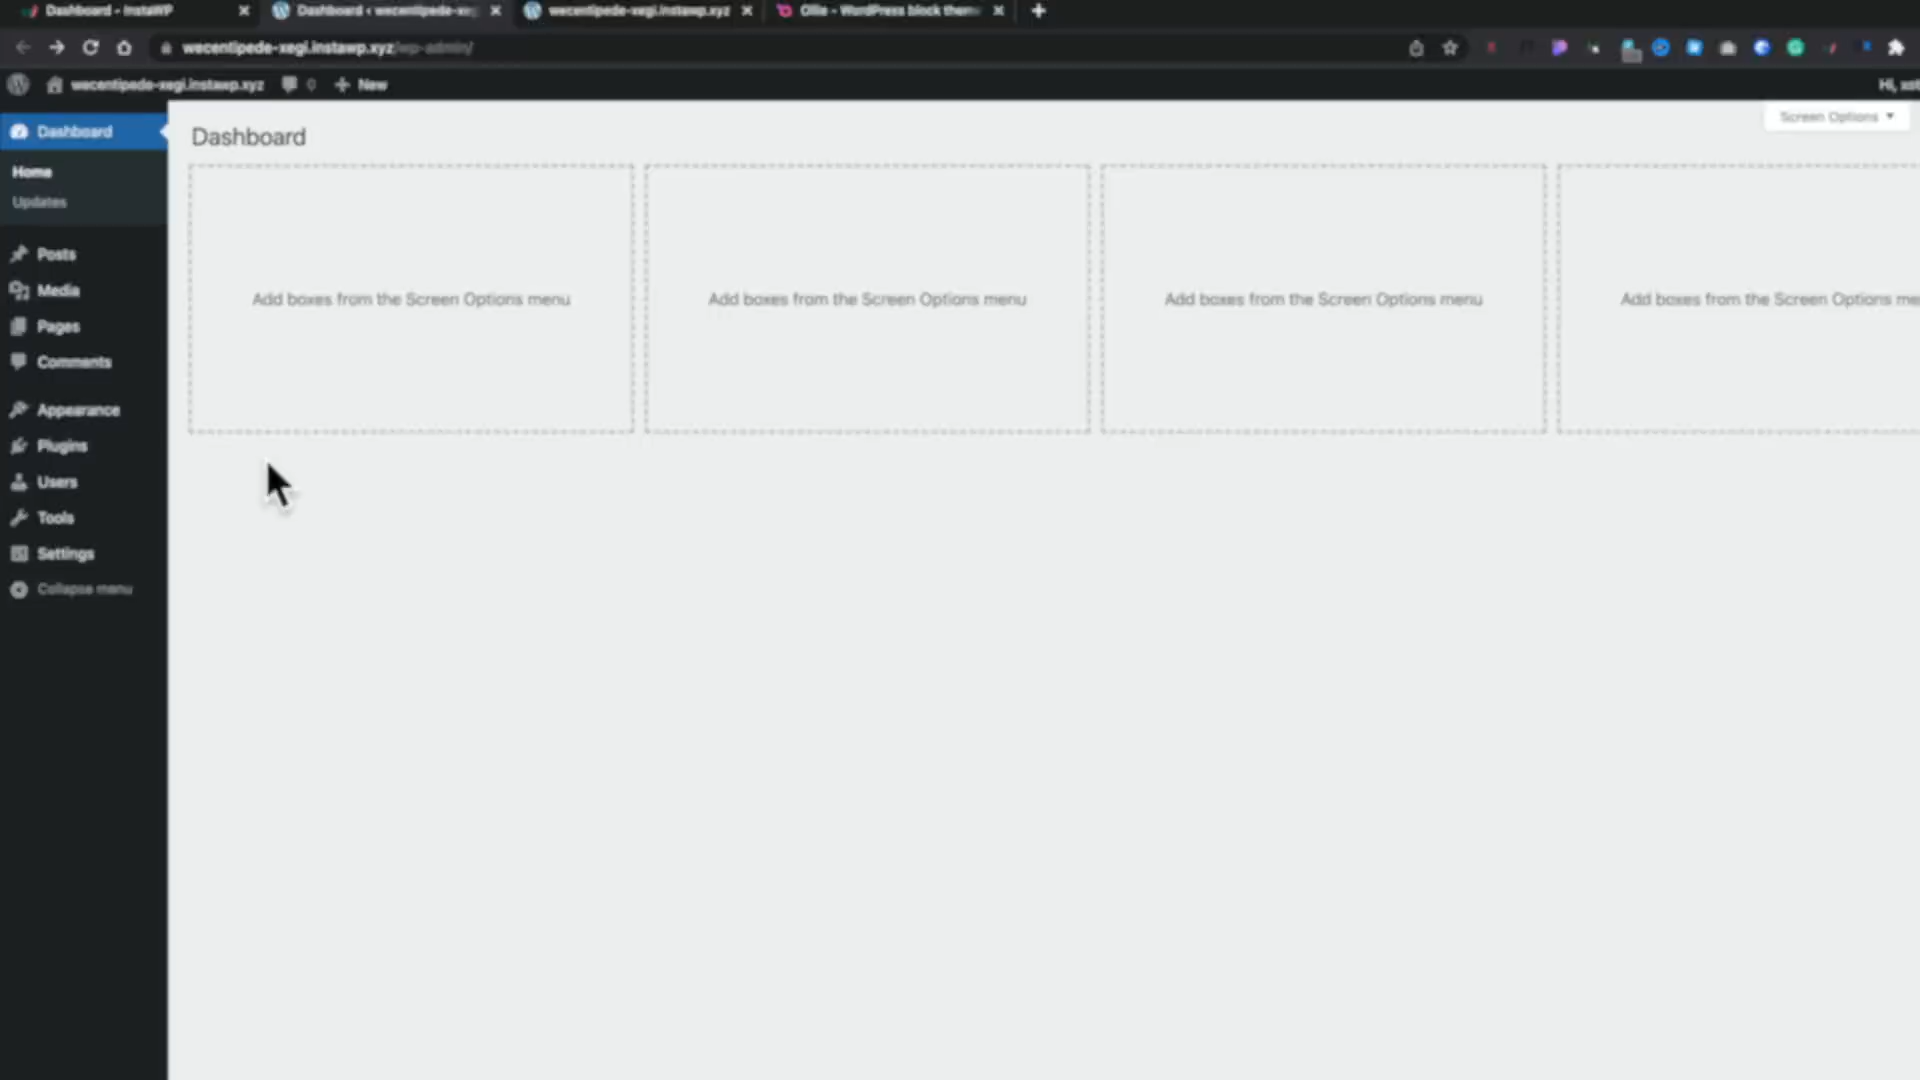 Dashboard - InstaWP
Dashboard ‹ wecentipede-xe
wecentipede-xegi.instawp.xyz
Ollie - WordPress block them
wecentipede-xegi.instawp.xyz/wp-admin/
wecentipede-xegi.instawp.xyz
0
New
Hi,
Dashboard
Home
Updates
Posts
Media
Pages
Comments
Appearance
Plugins
Users
Tools
Settings
Collapse menu
Dashboard
Screen Options
Add boxes from the Screen Options menu
Add boxes from the Screen Options menu
Add boxes from the Screen Options menu
Add boxes from the Screen Options me